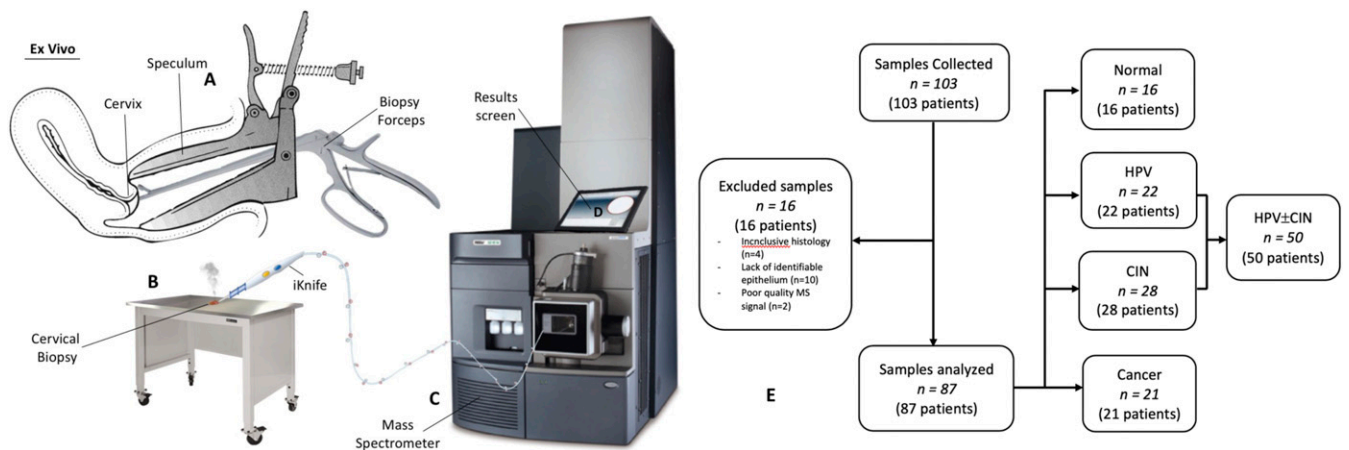 Ex Vivo
Speculum
A
Cervix
Biopsy
Forceps
B
iKnife
Cervical
Biopsy
Results
screen
D
C
Mass
Spectrometer
E
Samples Collected
n = 103
(103 patients)
Excluded samples
n = 16
(16 patients)
- Incnclusive histology
(n=4)
- Lack of identifiable
epithelium (n=10)
- Poor quality MS
signal (n=2)
Samples analyzed
n = 87
(87 patients)
Normal
n = 16
(16 patients)
HPV
n = 22
(22 patients)
CIN
n = 28
(28 patients)
Cancer
n = 21
(21 patients)
HPV±CIN
n = 50
(50 patients)